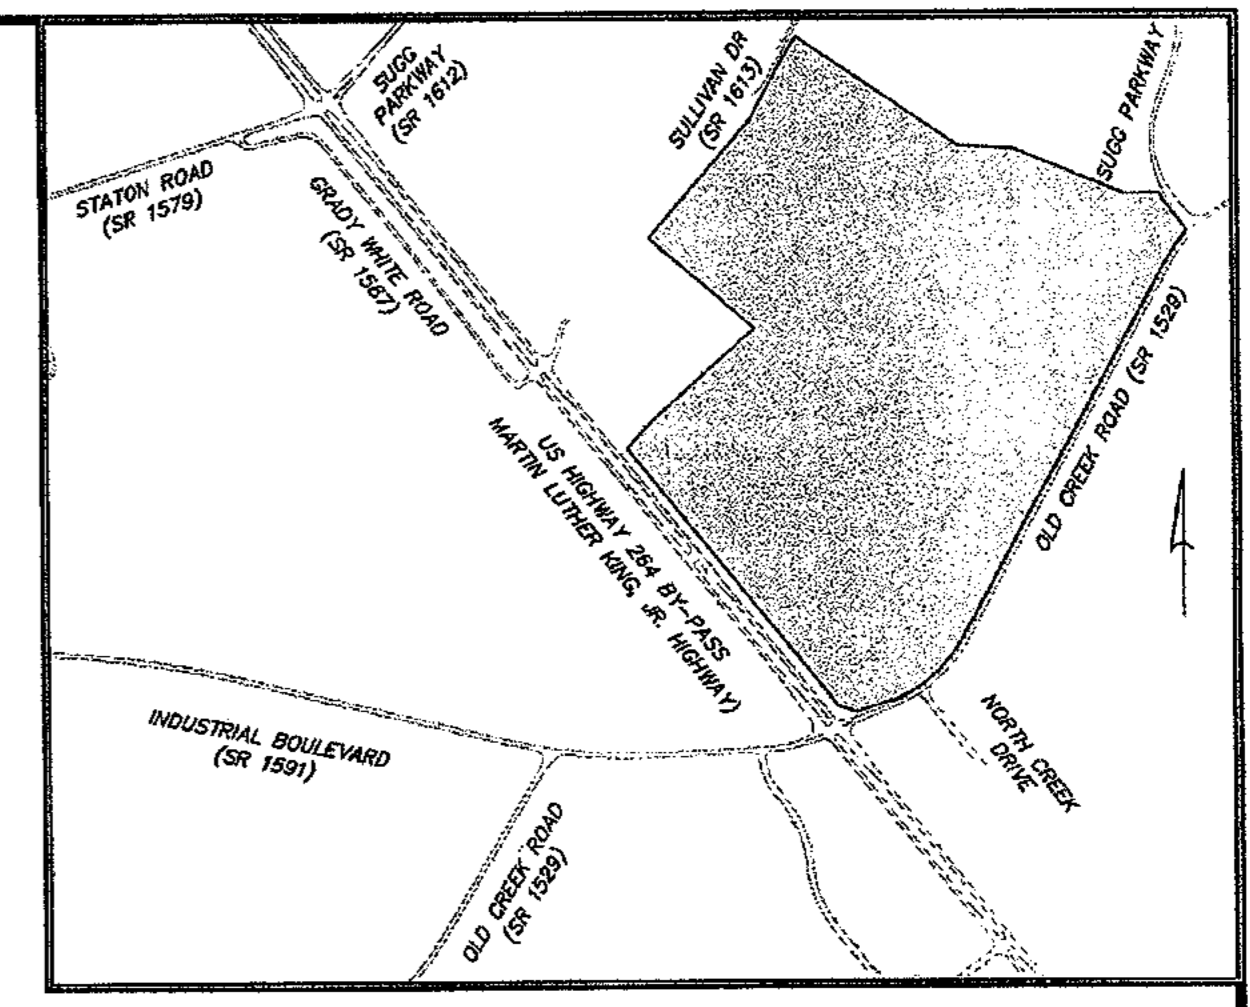 SUGG
PARKWAY
(SR 1612)
SULLIVAN DR
(SR 1613)
SUGG PARKWAY
STATON ROAD
(SR 1579)
GRADY WHITE ROAD
(SR 1567)
OLD CREEK ROAD (SR 1529)
US HIGHWAY 264 BY-PASS
MARTIN LUTHER KING, JR. HIGHWAY)
INDUSTRIAL BOULEVARD
(SR 1591)
NORTH CREEK
DRIVE
OLD CREEK ROAD
(SR 1529)